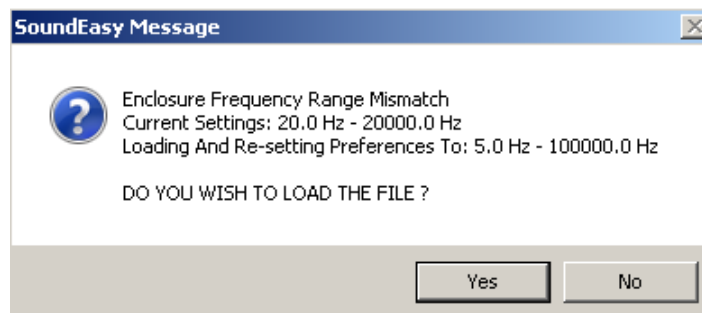 SoundEasy Message
Enclosure Frequency Range Mismatch
Current Settings: 20.0 Hz - 20000.0 Hz
Loading And Re-setting Preferences To: 5.0 Hz - 100000.0 Hz
DO YOU WISH TO LOAD THE FILE ?
Yes No